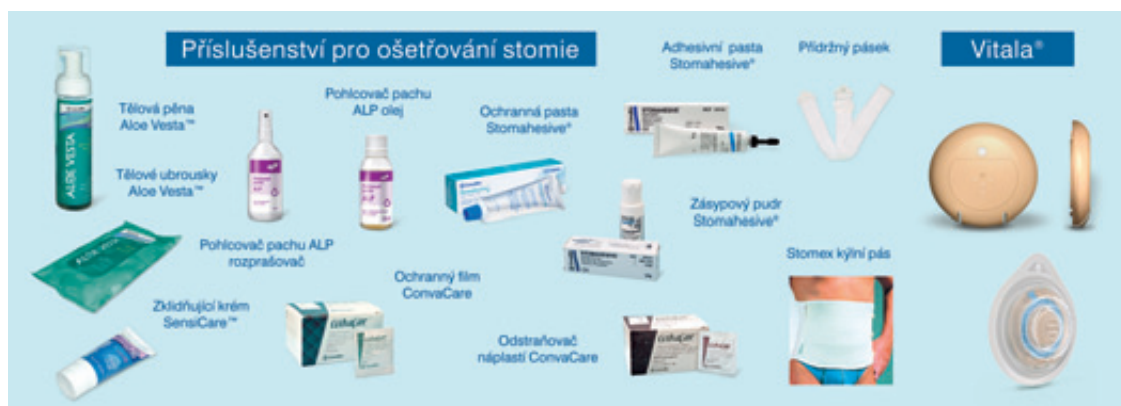 Příslušenství pro ošetřování stomie
Vitala®
Tělová pěna
Aloe Vesta™
Tělové ubrousky
Aloe Vesta™
Pohlcovač pachu
ALP olej
Ochranná pasta
Stomahesive®
Adhesivní pasta
Stomahesive®
Přídržný pásek
Zásypový pudr
Stomahesive®
Pohlcovač pachu ALP
rozprašovač
Ochranný film
ConvaCare
Stomex kýlní pás
Zklidňující krém
SensiCare™
Odstraňovač
náplastí ConvaCare
ALOE VESTA